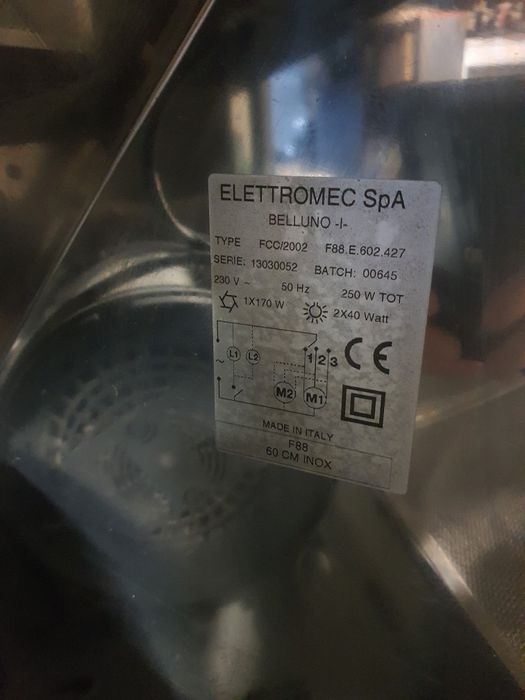 ELETTROMEC SpA
BELLUNO -I-
TYPE FCC/2002 F88.E.602.427
SERIE: 13030052 BATCH: 00645
230 V ~ 50 Hz 250 W TOT
1X170 W 2X40 Watt
L1 L2 1 2 3 CE
~
M2 M1
MADE IN ITALY
F88
60 CM INOX